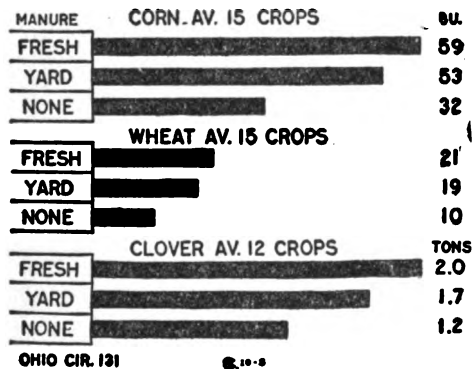 MANURE CORN. AV. 15 CROPS BU.
FRESH 59
YARD 53
NONE 32
WHEAT AV. 15 CROPS
FRESH 21
YARD 19
NONE 10
CLOVER AV. 12 CROPS TONS
FRESH 2.0
YARD 1.7
NONE 1.2
OHIO CIR. 131 10-8